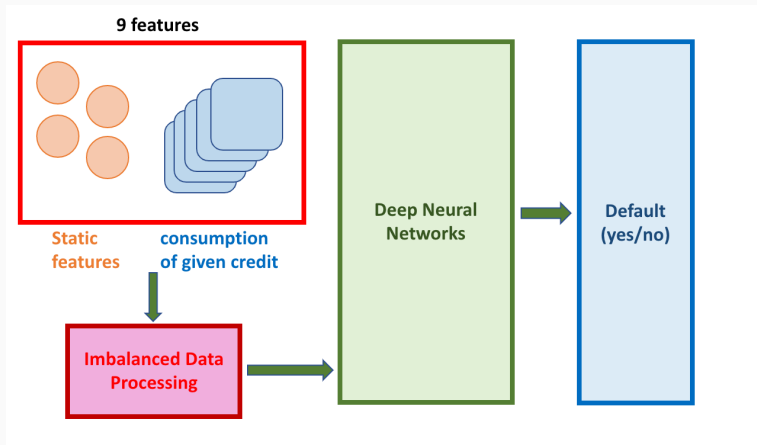 9 features
Static
features
consumption
of given credit
Imbalanced Data
Processing
Deep Neural
Networks
Default
(yes/no)